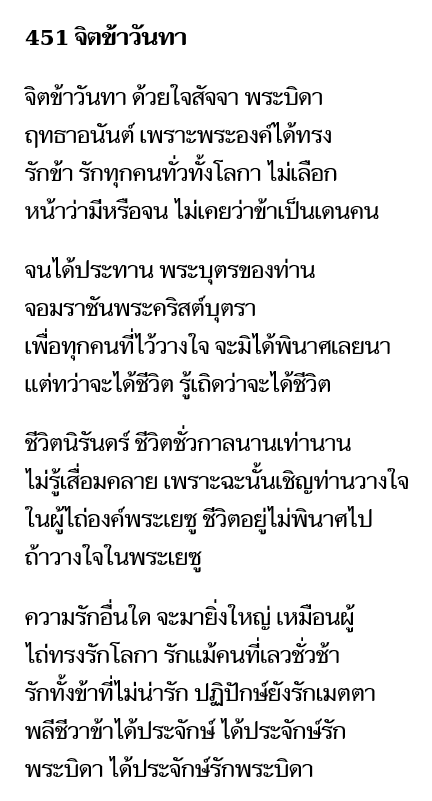 451 จิตข้าวันทา
จิตข้าวันทา ด้วยใจสัจจา พระบิดา
ฤทธาอนันต์ เพราะพระองค์ได้ทรง
รักข้า รักทุกคนทั่วทั้งโลกา ไม่เลือก
หน้าว่ามีหรือจน ไม่เคยว่าข้าเป็นเดนคน
จนได้ประทาน พระบุตรของท่าน
จอมราชันพระคริสต์บุตรา
เพื่อทุกคนที่ไว้วางใจ จะมิได้พินาศเลยนา
แต่ทว่าจะได้ชีวิต รู้เถิดว่าจะได้ชีวิต
ชีวิตนิรันดร์ ชีวิตชั่วกาลนานเท่านาน
ไม่รู้เสื่อมคลาย เพราะฉะนั้นเชิญท่านวางใจ
ในผู้ไถ่องค์พระเยซู ชีวิตอยู่ไม่พินาศไป
ถ้าวางใจในพระเยซู
ความรักอื่นใด จะมายิ่งใหญ่ เหมือนผู้
ไถ่ทรงรักโลกา รักแม้คนที่เลวชั่วช้า
รักทั้งข้าที่ไม่น่ารัก ปฏิปักษ์ยังรักเมตตา
พลีชีวาข้าได้ประจักษ์ ได้ประจักษ์รัก
พระบิดา ได้ประจักษ์รักพระบิดา